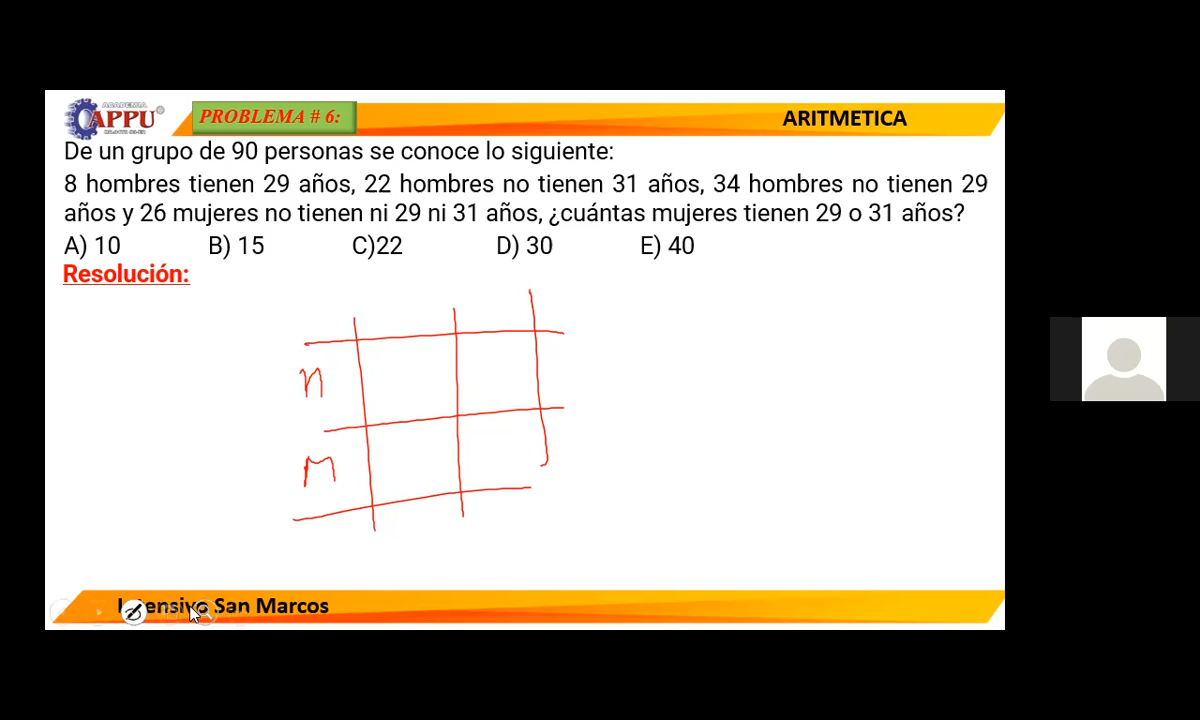 ACADEMIA
APPU
PROBLEMA # 6:
ARITMETICA
De un grupo de 90 personas se conoce lo siguiente:
8 hombres tienen 29 años, 22 hombres no tienen 31 años, 34 hombres no tienen 29
años y 26 mujeres no tienen ni 29 ni 31 años, ¿cuántas mujeres tienen 29 o 31 años?
A) 10 B) 15 C)22 D) 30 E) 40
Resolución:
M
Intensivo San Marcos